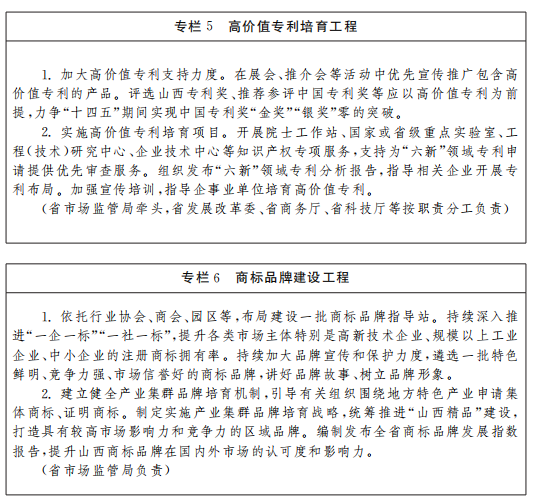 专栏5 高价值专利培育工程
1. 加大高价值专利支持力度。在展会、推介会等活动中优先宣传推广包含高
价值专利的产品。评选山西专利奖、推荐参评中国专利奖等应以高价值专利为前
提,力争“十四五”期间实现中国专利奖“金奖”“银奖”零的突破。
2. 实施高价值专利培育项目。开展院士工作站、国家或省级重点实验室、工
程(技术)研究中心、企业技术中心等知识产权专项服务,支持为“六新”领域专利申
请提供优先审查服务。组织发布“六新”领域专利分析报告,指导相关企业开展专
利布局。加强宣传培训,指导企事业单位培育高价值专利。
(省市场监管局牵头,省发展改革委、省商务厅、省科技厅等按职责分工负责)
专栏6 商标品牌建设工程
1. 依托行业协会、商会、园区等,布局建设一批商标品牌指导站。持续深入推
进“一企一标”“一社一标”,提升各类市场主体特别是高新技术企业、规模以上工业
企业、中小企业的注册商标拥有率。持续加大品牌宣传和保护力度,遴选一批特色
鲜明、竞争力强、市场信誉好的商标品牌,讲好品牌故事、树立品牌形象。
2. 建立健全产业集群品牌培育机制,引导有关组织围绕地方特色产业申请集
体商标、证明商标。制定实施产业集群品牌培育战略,统筹推进“山西精品”建设,
打造具有较高市场影响力和竞争力的区域品牌。编制发布全省商标品牌发展指数
报告,提升山西商标品牌在国内外市场的认可度和影响力。
(省市场监管局负责)